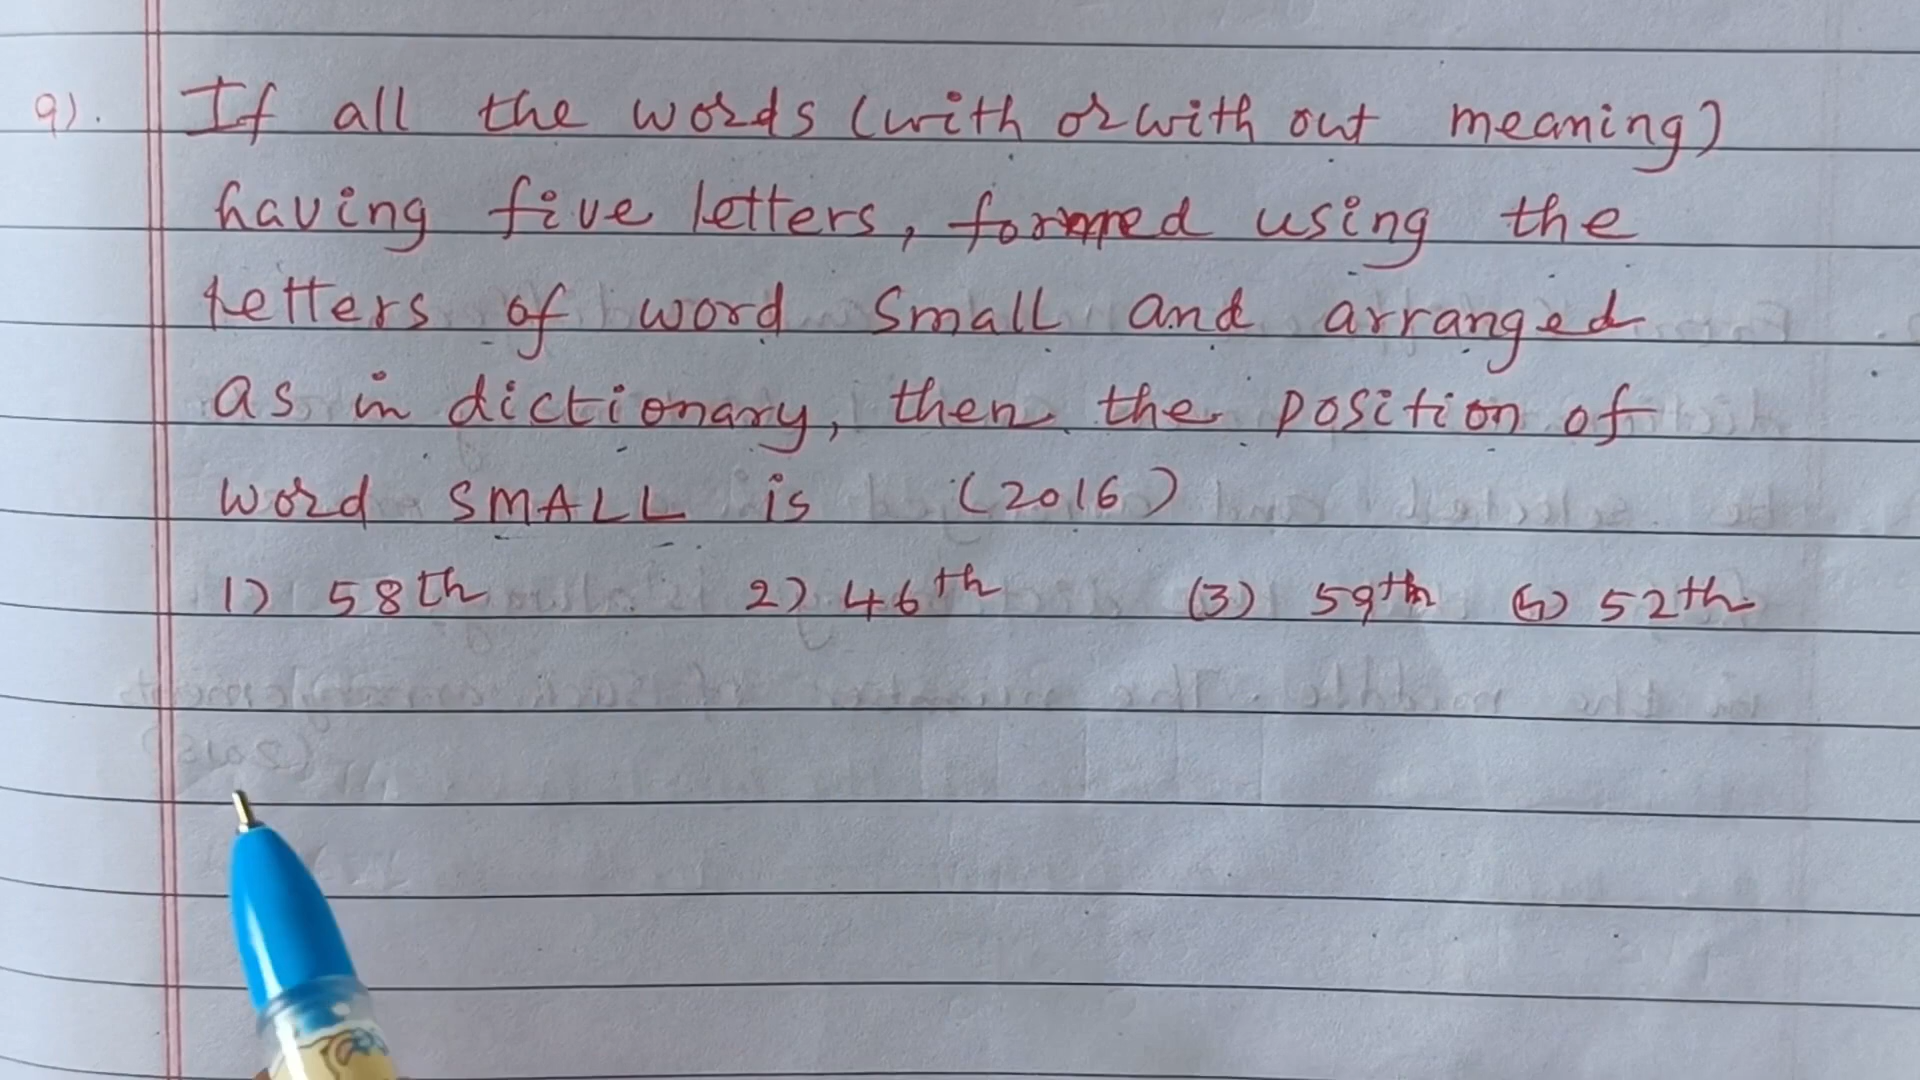 9). If all the words (with or with out meaning)
having five letters, formed using the
letters of word Small and arranged
as in dictionary, then the position of
word SMALL is (2016)
1) 58th 2) 46th (3) 59th (4) 52th